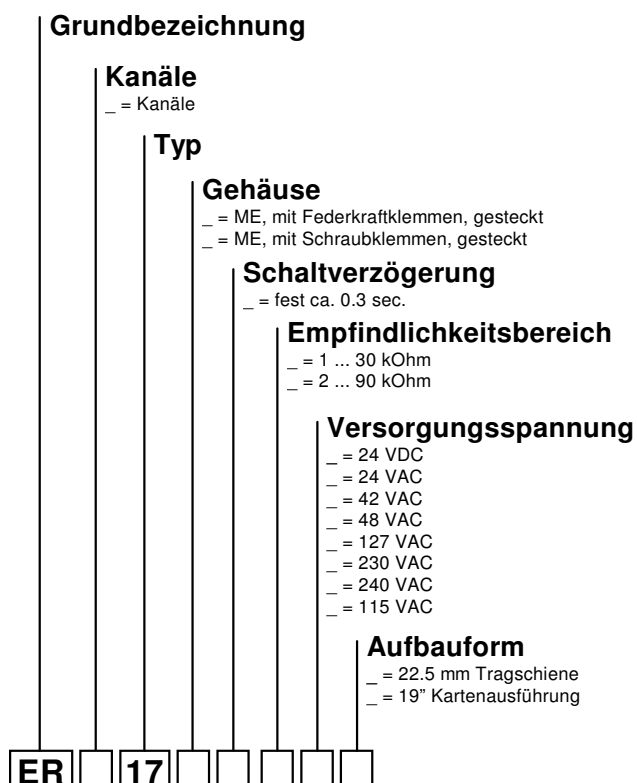 Grundbezeichnung
Kanäle
_ = Kanäle
Typ
Gehäuse
_ = ME, mit Federkraftklemmen, gesteckt
_ = ME, mit Schraubklemmen, gesteckt
Schaltverzögerung
_ = fest ca. 0.3 sec.
Empfindlichkeitsbereich
_ = 1 ... 30 kOhm
_ = 2 ... 90 kOhm
Versorgungsspannung
_ = 24 VDC
_ = 24 VAC
_ = 42 VAC
_ = 48 VAC
_ = 127 VAC
_ = 230 VAC
_ = 240 VAC
_ = 115 VAC
Aufbauform
_ = 22.5 mm Tragschiene
_ = 19” Kartenausführung
ER 17